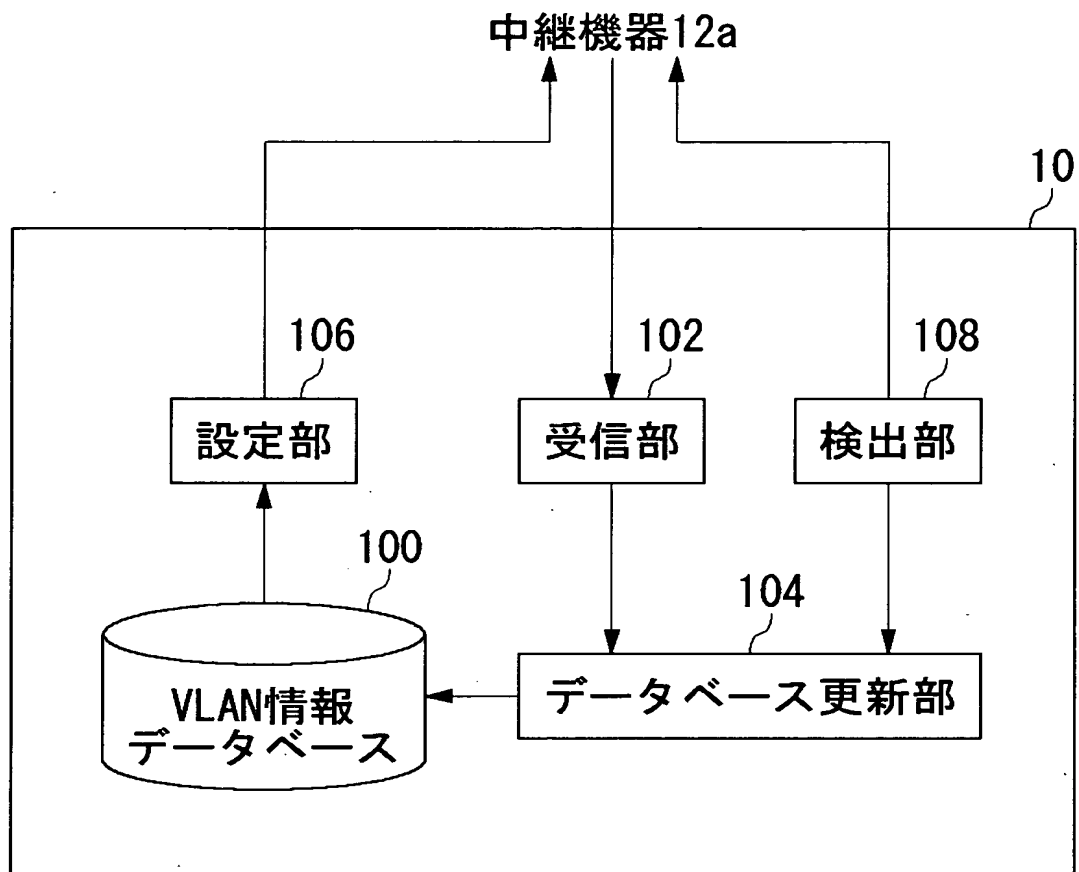 中継機器12a
10
106
102
108
設定部
受信部
検出部
100
104
VLAN情報
データベース
データベース更新部